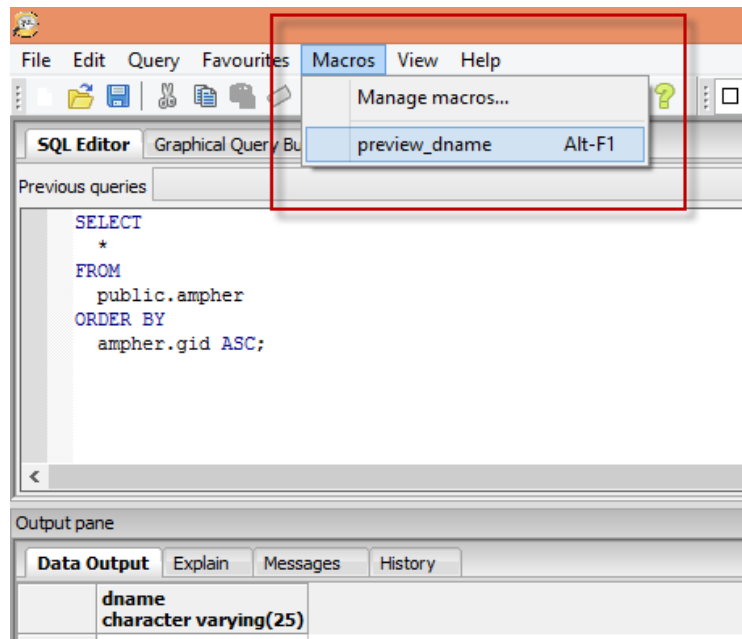 File Edit Query Favourites Macros View Help
Manage macros...
SQL Editor Graphical Query Bu
preview_dname Alt-F1
Previous queries
SELECT
*
FROM
public.ampher
ORDER BY
ampher.gid ASC;
Output pane
Data Output Explain Messages History
dname
character varying(25)